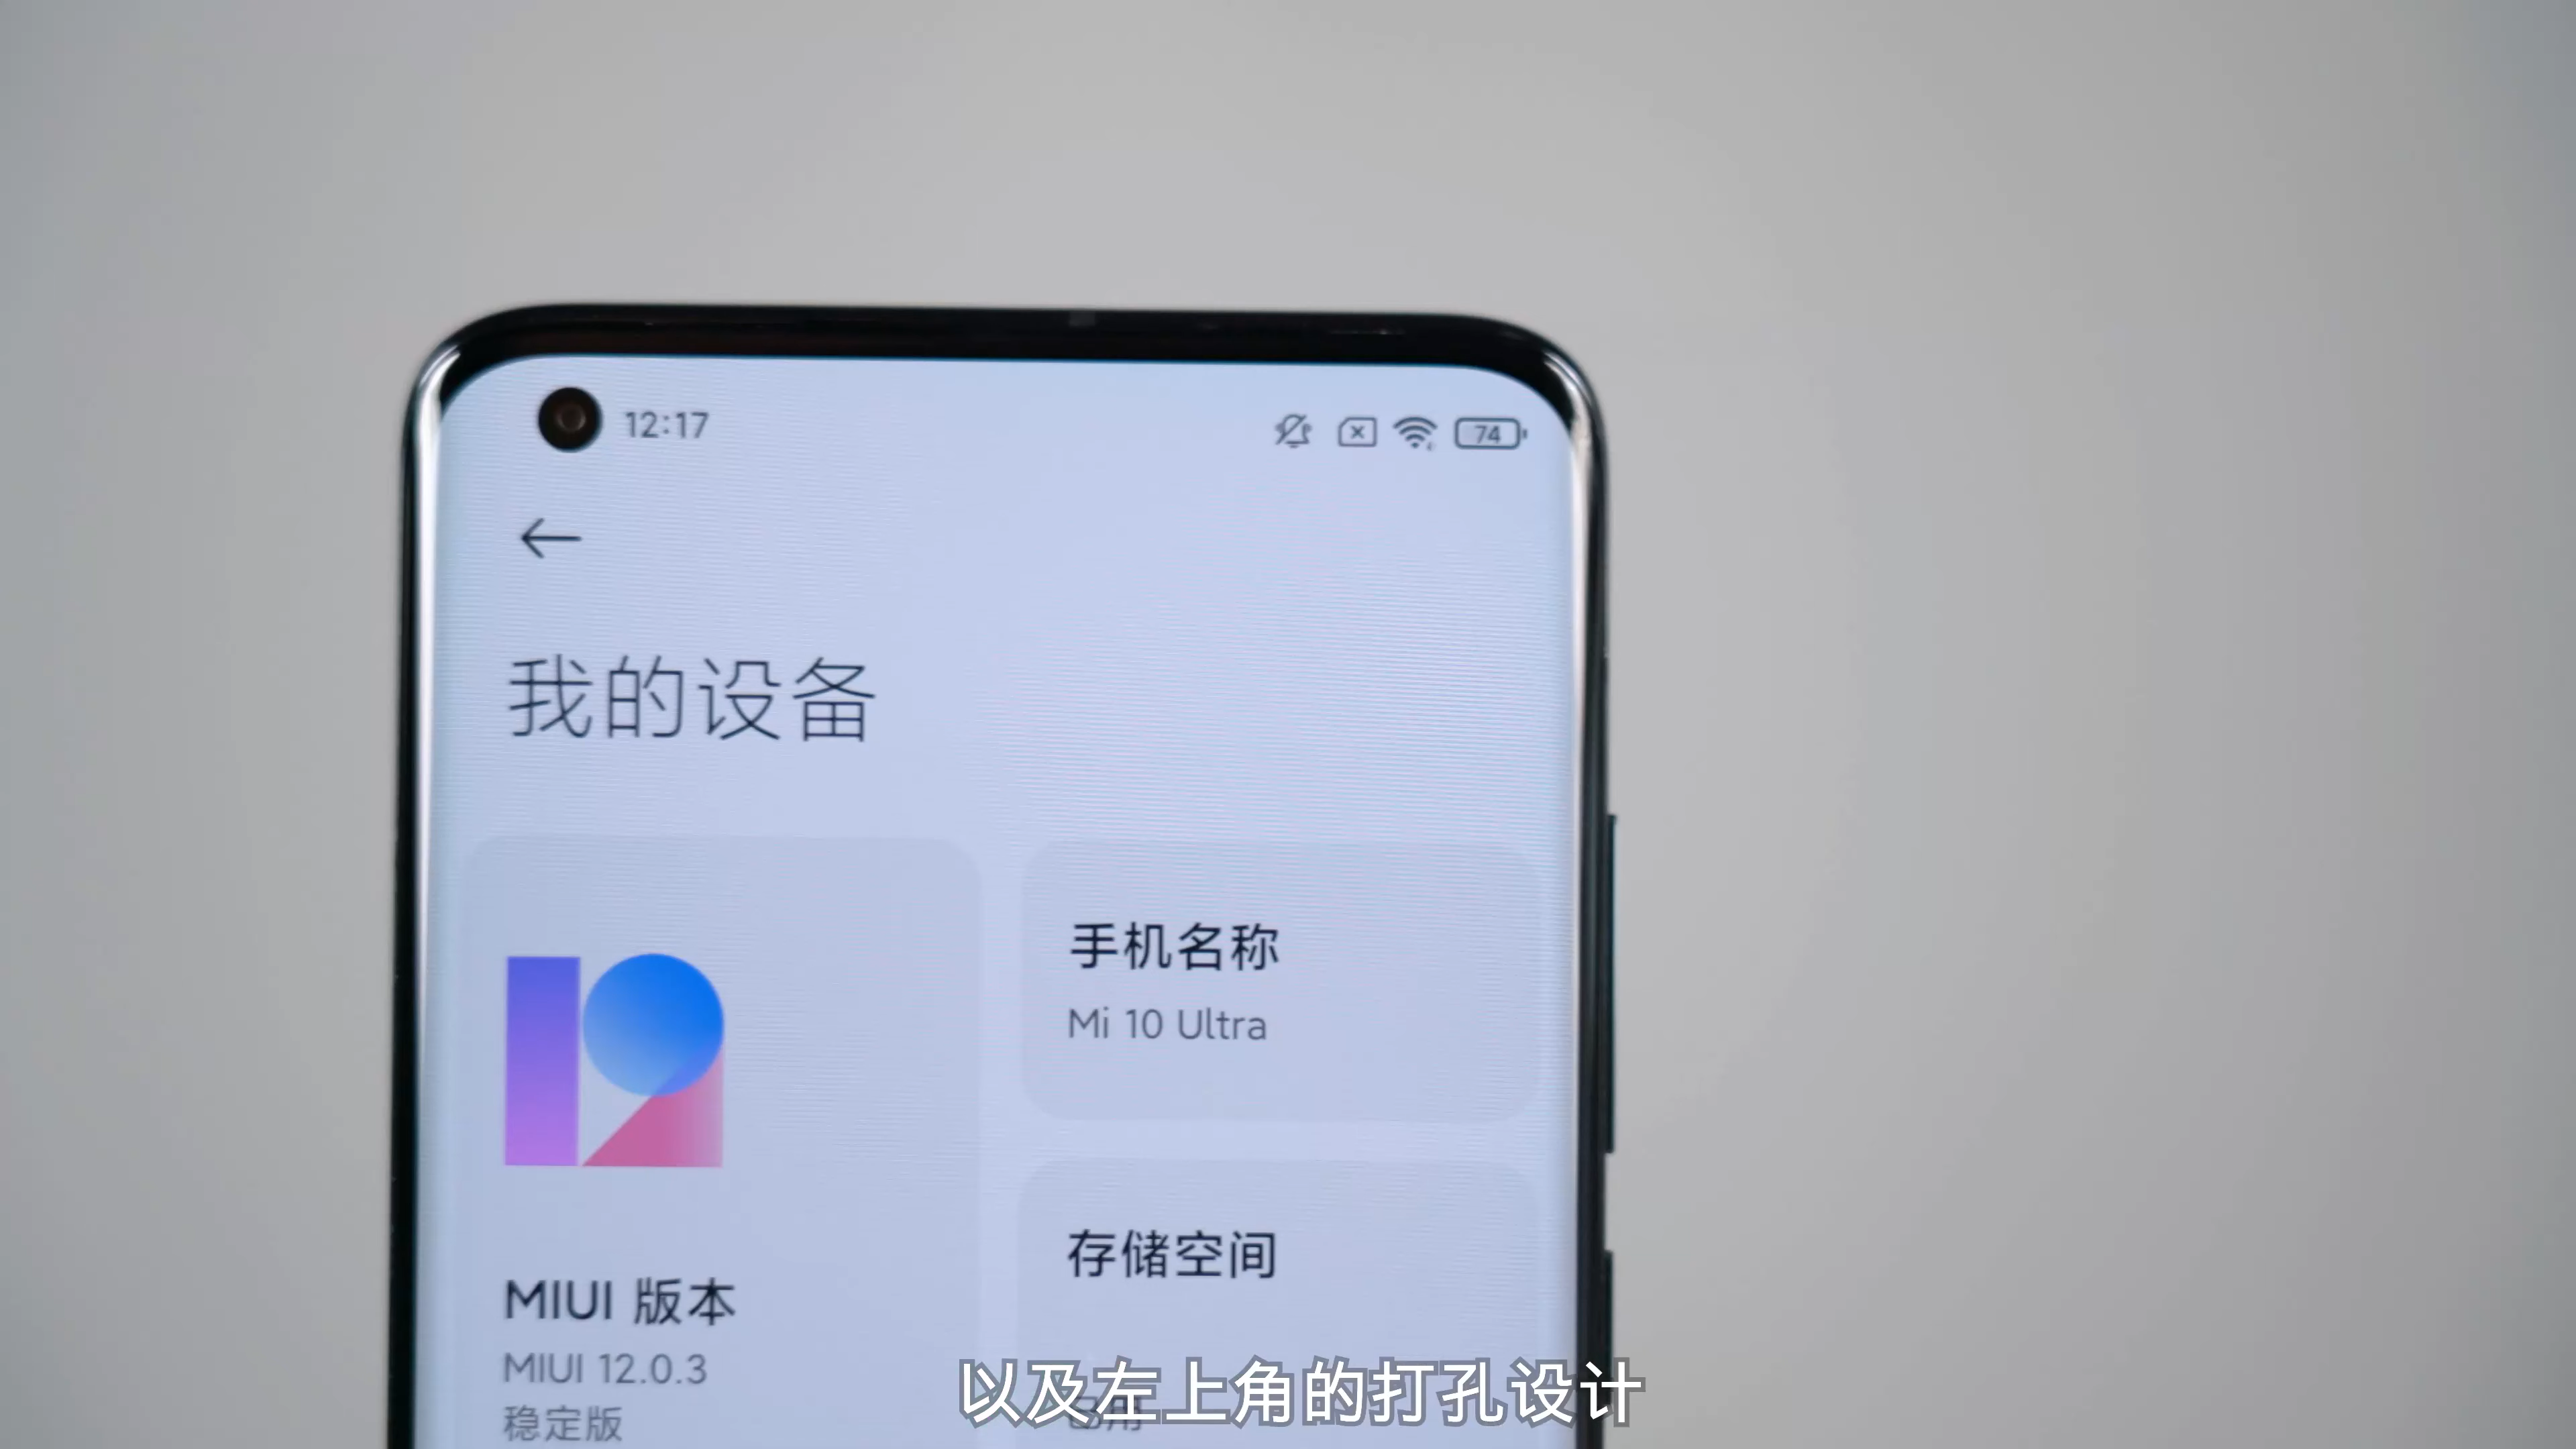 12:17
74
我的设备
手机名称
Mi 10 Ultra
存储空间
MIUI 版本
MIUI 12.0.3
稳定版
以及左上角的打孔设计